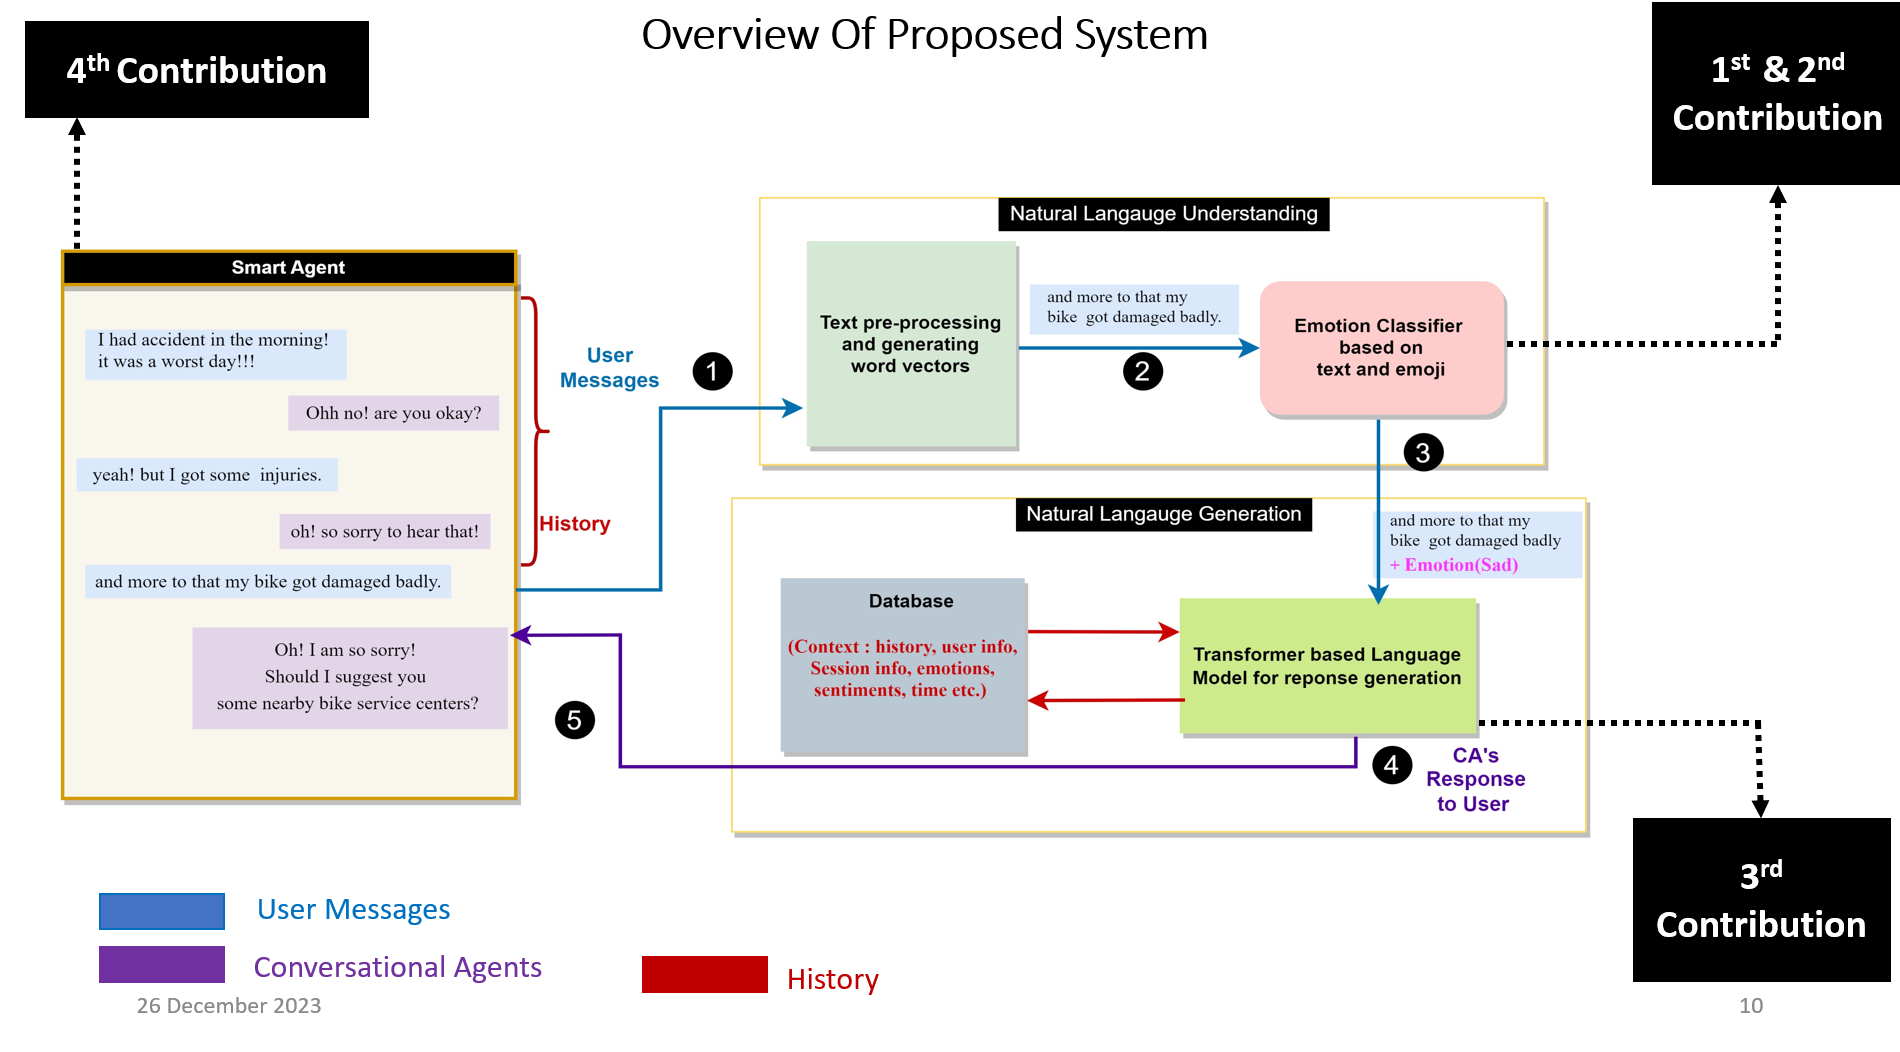 Overview Of Proposed System
4th Contribution
1st & 2nd
Contribution
Smart Agent
I had accident in the morning!
it was a worst day!!!
Ohh no! are you okay?
yeah! but I got some injuries.
oh! so sorry to hear that!
and more to that my bike got damaged badly.
Oh! I am so sorry!
Should I suggest you
some nearby bike service centers?
History
User
Messages
1
Natural Langauge Understanding
Text pre-processing
and generating
word vectors
and more to that my
bike got damaged badly.
2
Emotion Classifier
based on
text and emoji
3
Natural Langauge Generation
and more to that my
bike got damaged badly
+ Emotion(Sad)
Database
(Context : history, user info,
Session info, emotions,
sentiments, time etc.)
Transformer based Language
Model for reponse generation
4
CA's
Response
to User
5
3rd
Contribution
User Messages
Conversational Agents
History
26 December 2023
10